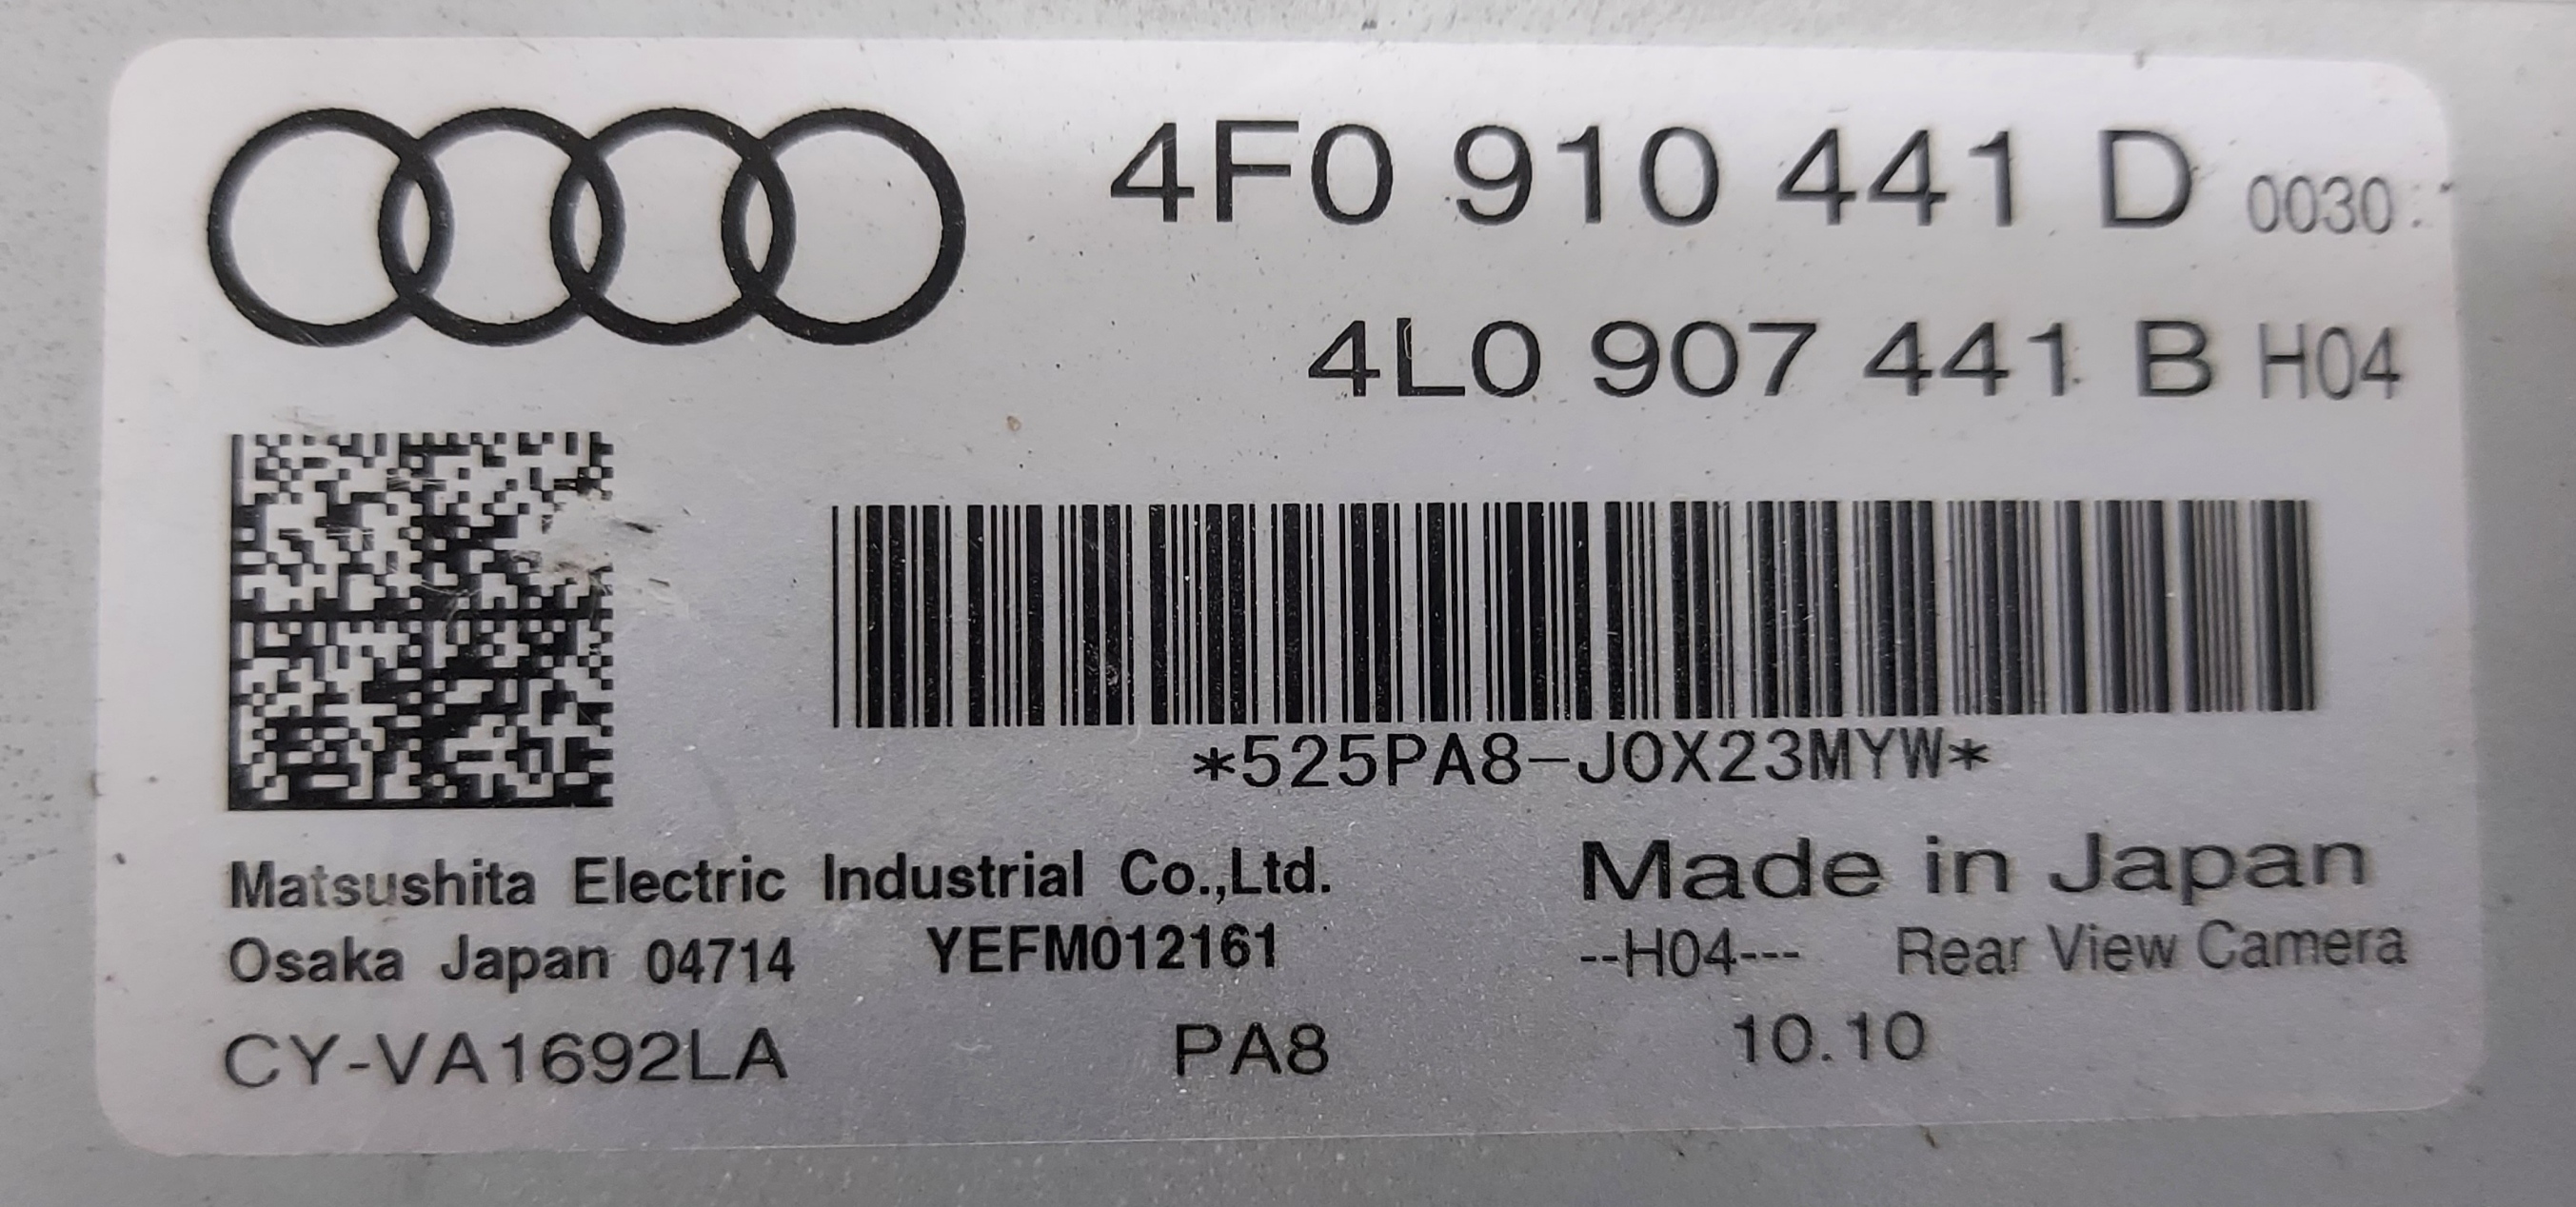 4F0 910 441 D 0030
4L0 907 441 B H04
*525PA8-J0X23MYW*
Matsushita Electric Industrial Co.,Ltd. Made in Japan
Osaka Japan 04714 YEFM012161 --H04--- Rear View Camera
CY-VA1692LA PA8 10.10